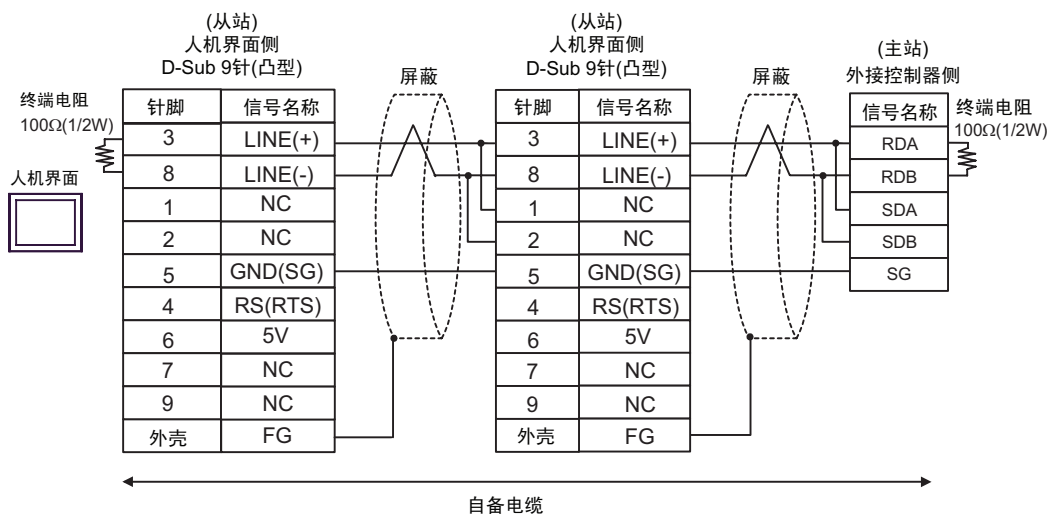 (从站)
人机界面侧
D-Sub 9针(凸型)
屏蔽
(从站)
人机界面侧
D-Sub 9针(凸型)
屏蔽
(主站)
外接控制器侧
终端电阻
100Ω(1/2W)
人机界面
针脚 信号名称
3 LINE(+)
8 LINE(-)
1 NC
2 NC
5 GND(SG)
4 RS(RTS)
6 5V
7 NC
9 NC
外壳 FG
针脚 信号名称
3 LINE(+)
8 LINE(-)
1 NC
2 NC
5 GND(SG)
4 RS(RTS)
6 5V
7 NC
9 NC
外壳 FG
信号名称
RDA
RDB
SDA
SDB
SG
终端电阻
100Ω(1/2W)
自备电缆